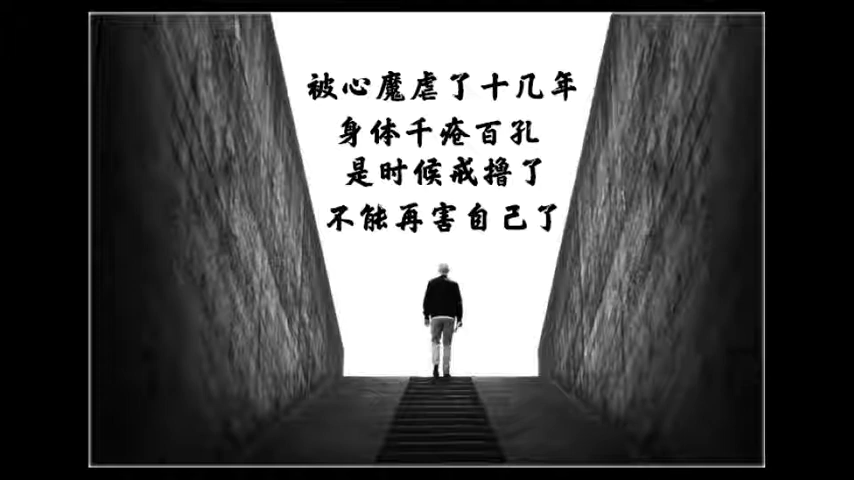 被心魔虐了十几年
身体千疮百孔
是时候戒撸了
不能再害自己了